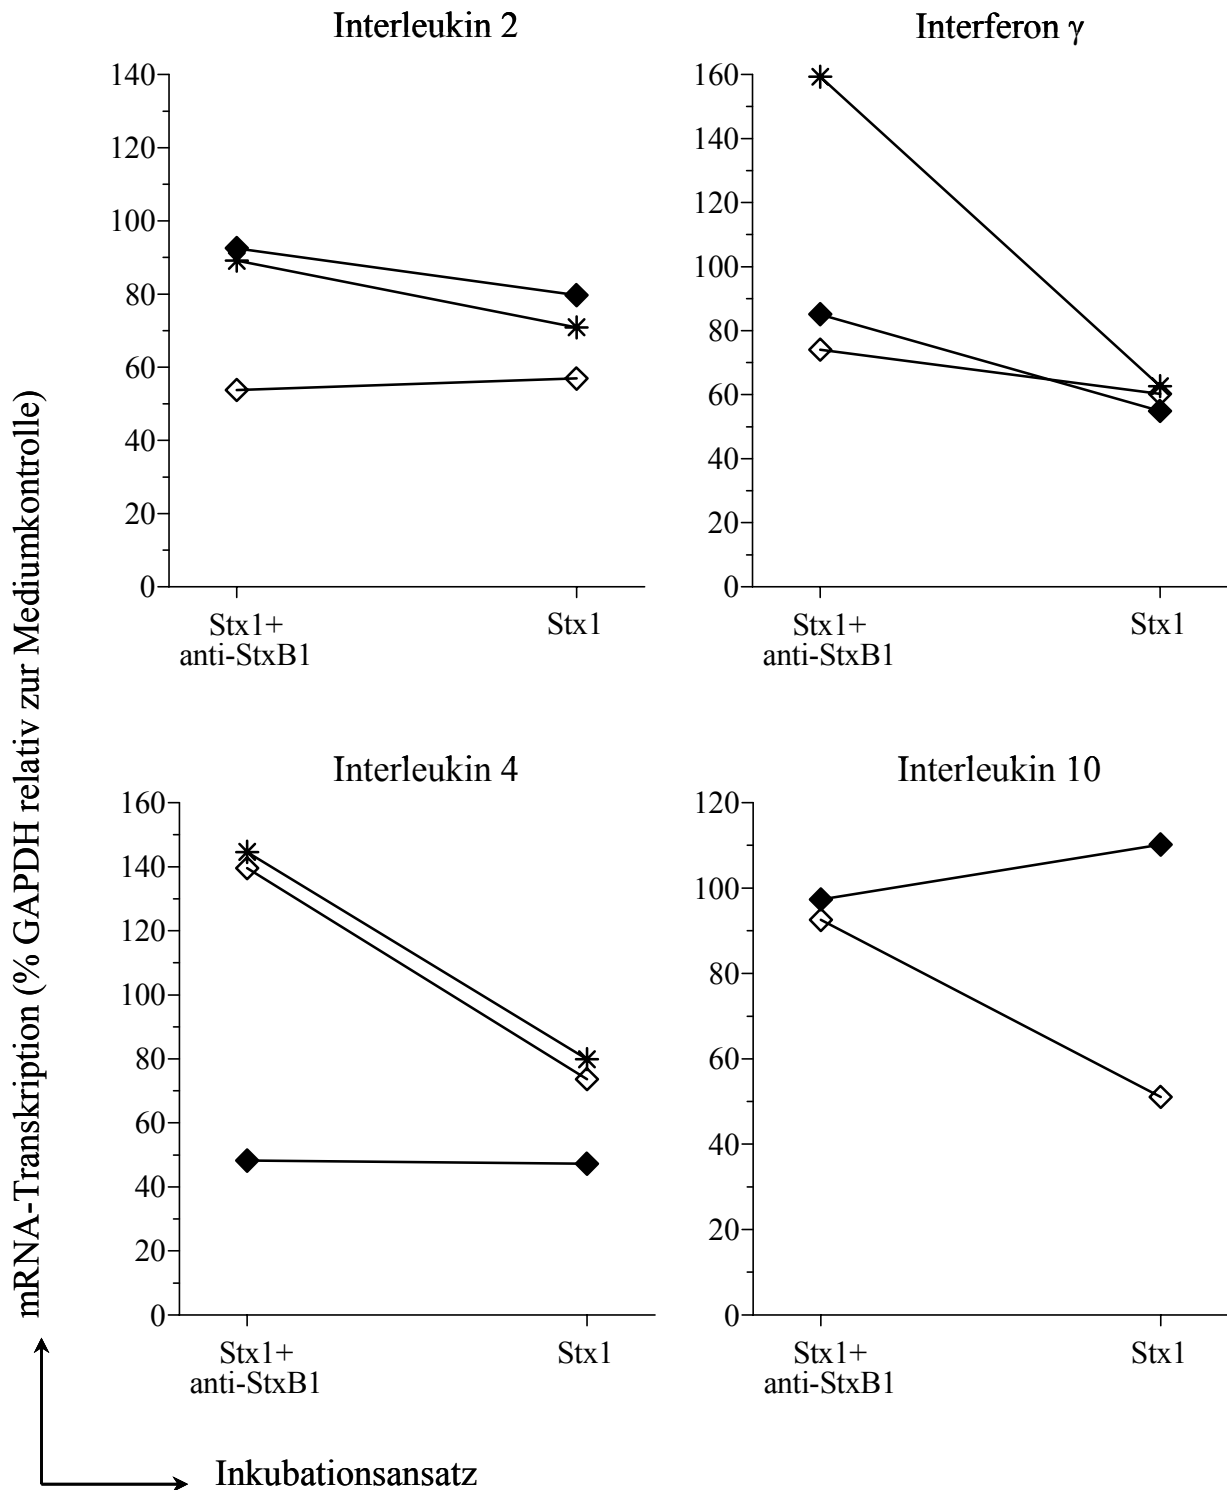 Interleukin 2
140
120
100
80
60
40
20
0
Stx1+
anti-StxB1
Stx1
Interferon γ
160
140
120
100
80
60
40
20
0
Stx1+
anti-StxB1
Stx1
mRNA-Transkription (% GAPDH relativ zur Mediumkontrolle)
Interleukin 4
160
140
120
100
80
60
40
20
0
Stx1+
anti-StxB1
Stx1
Interleukin 10
120
100
80
60
40
20
0
Stx1+
anti-StxB1
Stx1
Inkubationsansatz